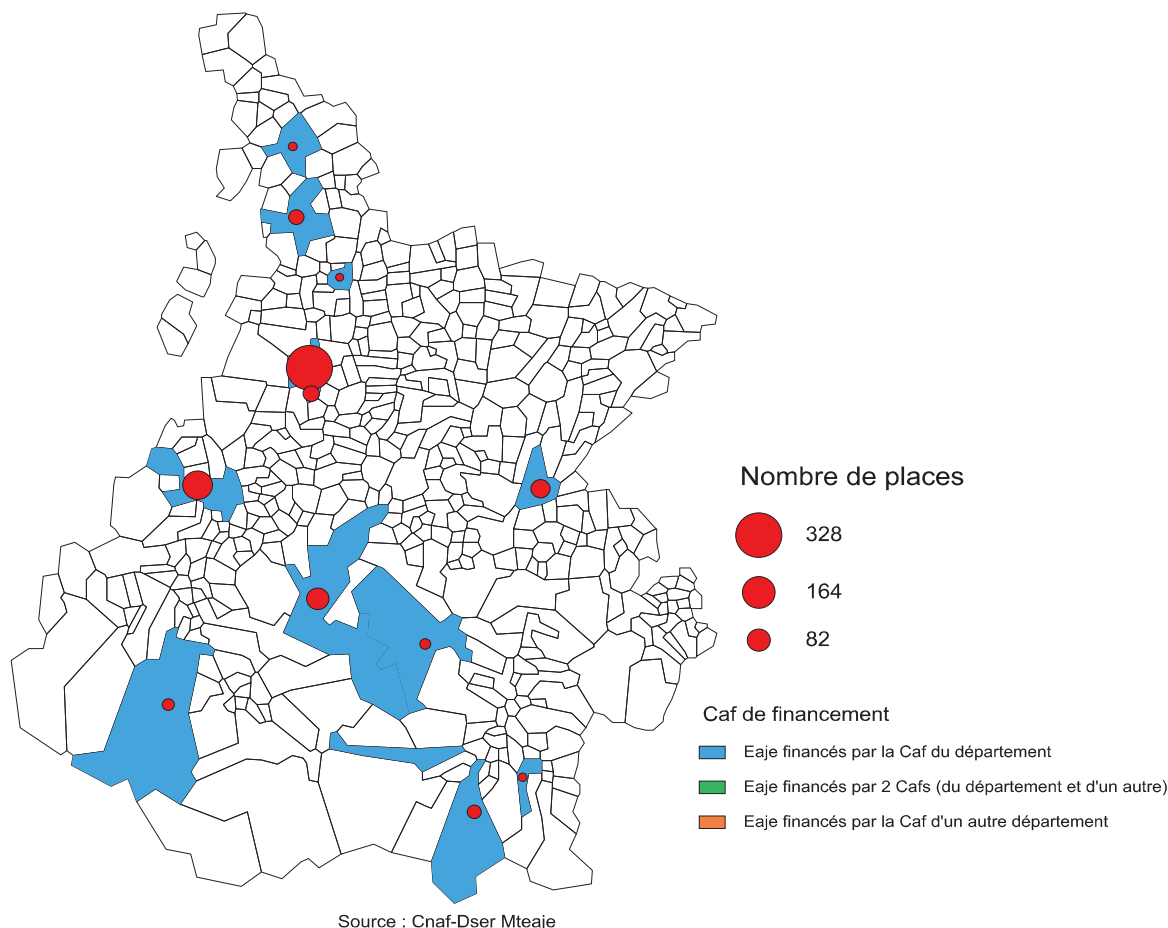 Nombre de places
328
164
82
Caf de financement
Eaje financés par la Caf du département
Eaje financés par 2 Cafs (du département et d'un autre)
Eaje financés par la Caf d'un autre département
Source : Cnaf-Dser Mteaje